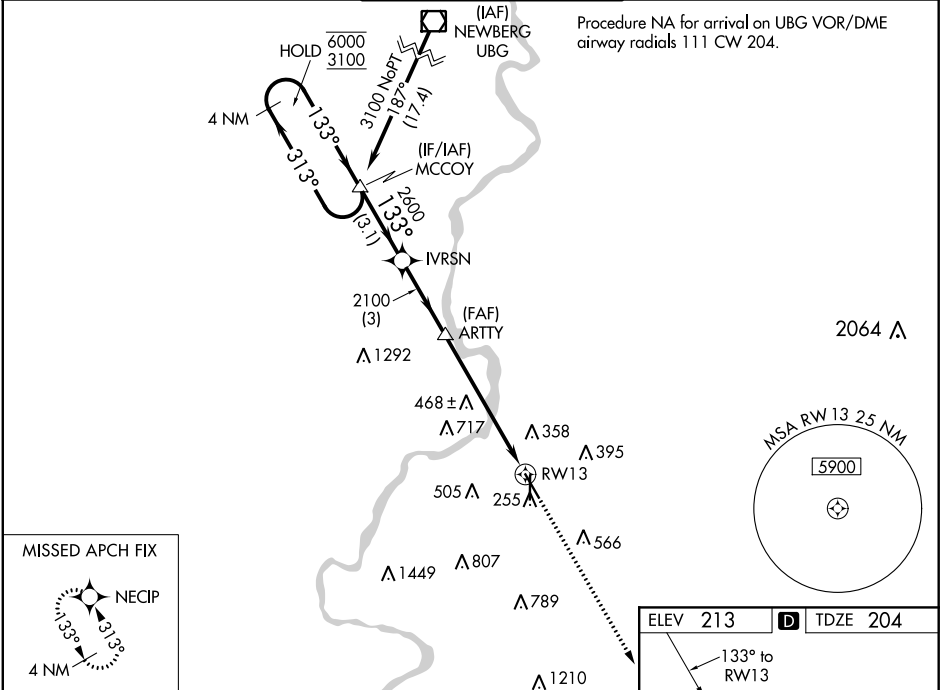 (IAF)
NEWBERG
UBG
Procedure NA for arrival on UBG VOR/DME
airway radials 111 CW 204.
HOLD 6000
3100
3100 NoPT
187°
(17.4)
4 NM
133°
313°
(IF/IAF)
MCCOY
2600
133°
(3.1)
IVRSN
2100
(3)
(FAF)
ARTTY
2064
1292
468 ±
717
358
395
MSA RW 13 25 NM
5900
RW13
505
255
566
MISSED APCH FIX
NECIP
133°
313°
4 NM
1449
807
789
1210
ELEV 213 D TDZE 204
133° to
RW13